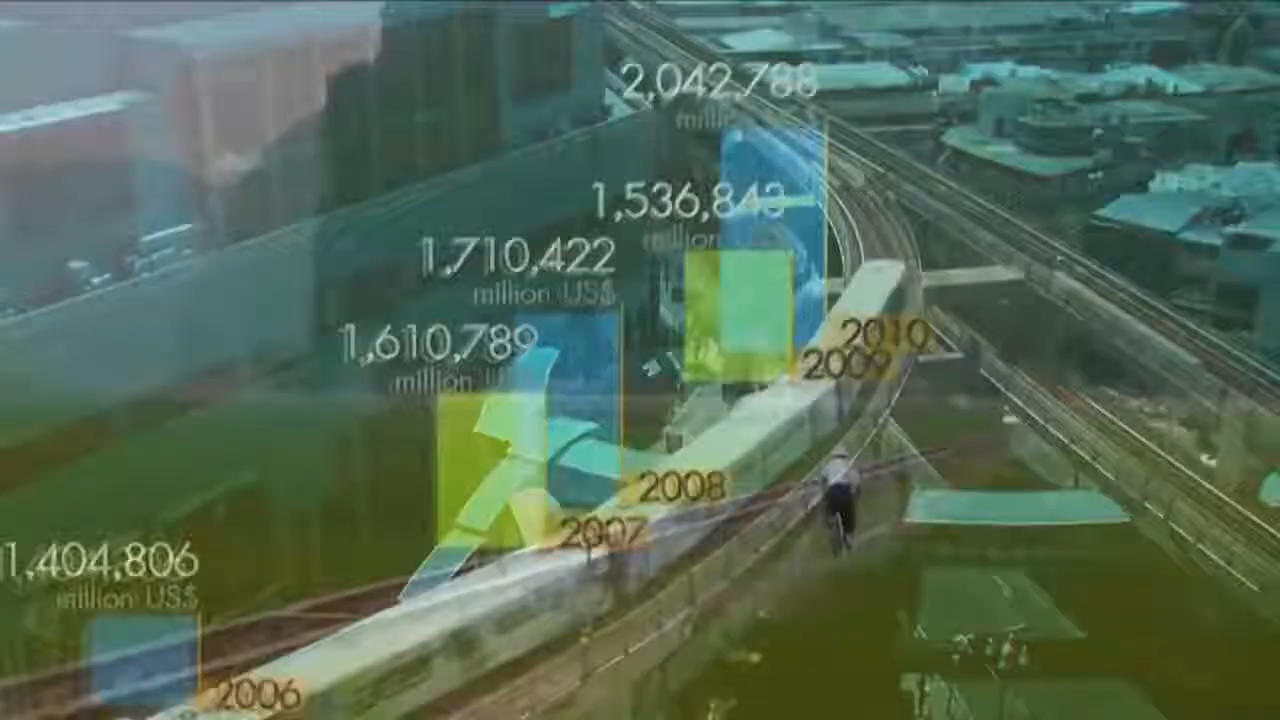 2,042,788
1,536,843
million
1,710,422
million US$
1,610,789
million
2010
2009
2008
2007
1,404,806
million US$
2006